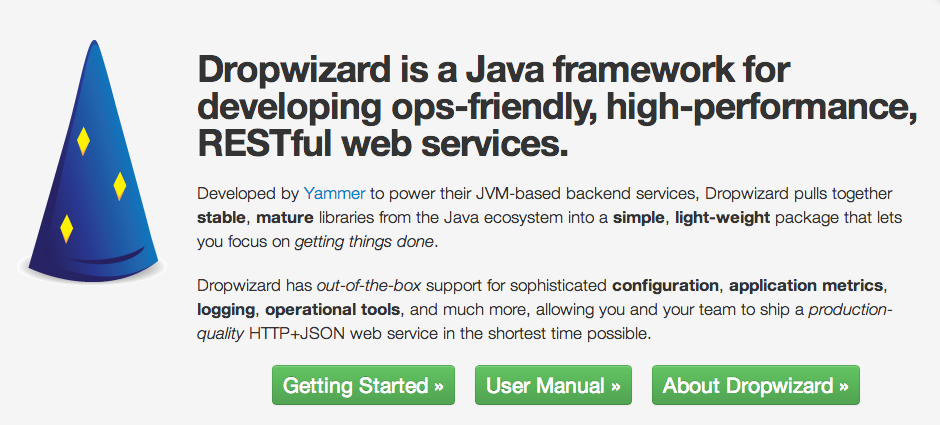 Dropwizard is a Java framework for
developing ops-friendly, high-performance,
RESTful web services.
Developed by Yammer to power their JVM-based backend services, Dropwizard pulls together
stable, mature libraries from the Java ecosystem into a simple, light-weight package that lets
you focus on getting things done.
Dropwizard has out-of-the-box support for sophisticated configuration, application metrics,
logging, operational tools, and much more, allowing you and your team to ship a production-
quality HTTP+JSON web service in the shortest time possible.
Getting Started » User Manual » About Dropwizard »